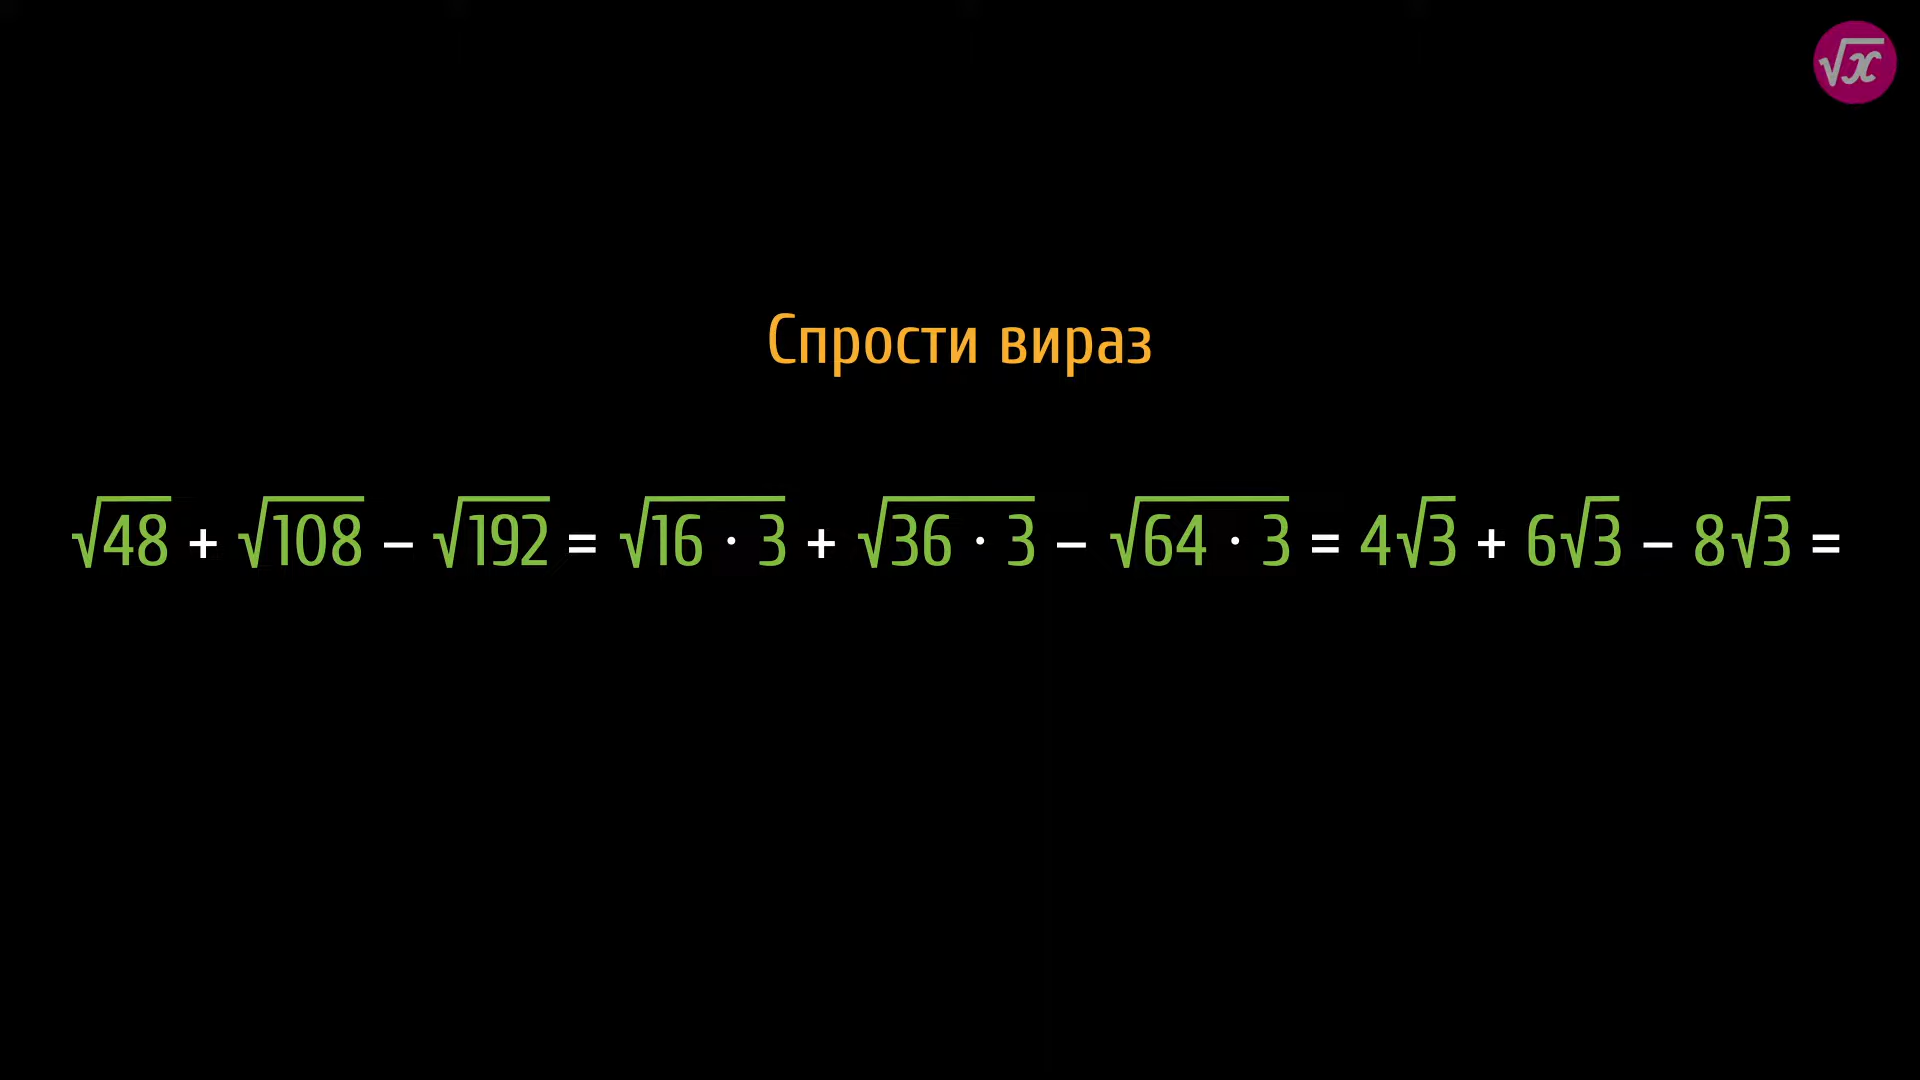 √x
Спрости вираз
√48 + √108 – √192 = √16 · 3 + √36 · 3 – √64 · 3 = 4√3 + 6√3 – 8√3 =